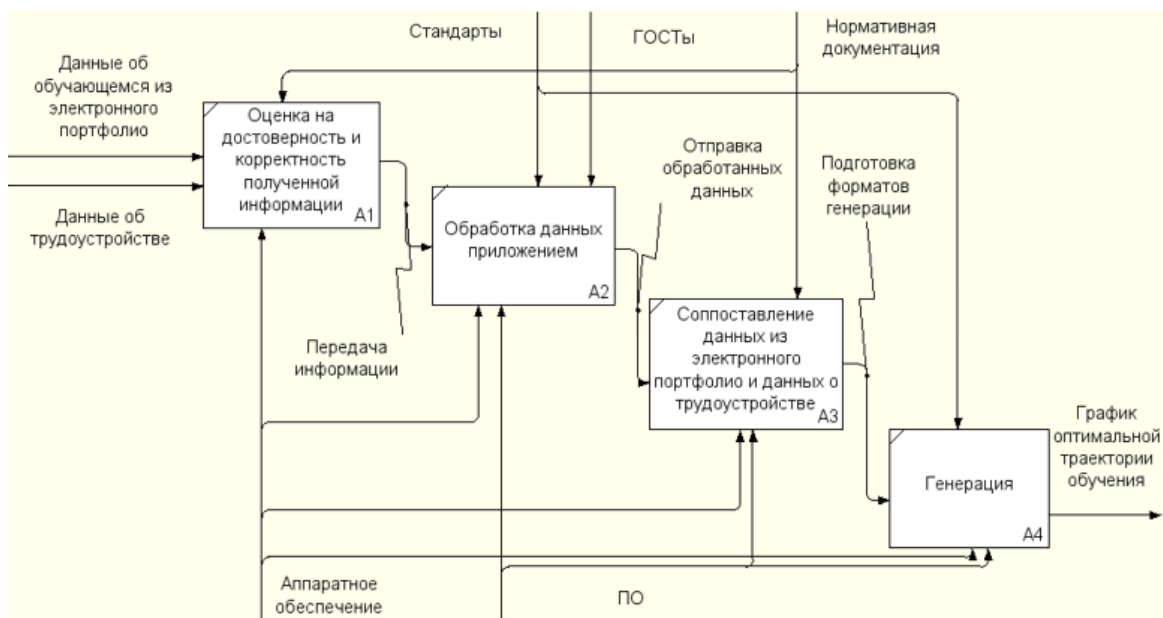 Стандарты
ГОСТы
Нормативная
документация
Данные об
обучающемся из
электронного
портфолио
Оценка на
достоверность и
корректность
полученной
информации
A1
Данные об
трудоустройстве
Отправка
обработанных
данных
Подготовка
форматов
генерации
Обработка данных
приложением
A2
Передача
информации
Соппоставление
данных из
электронного
портфолио и данных о
трудоустройстве
A3
График
оптимальной
траектории
обучения
Генерация
A4
Аппаратное
обеспечение
ПО